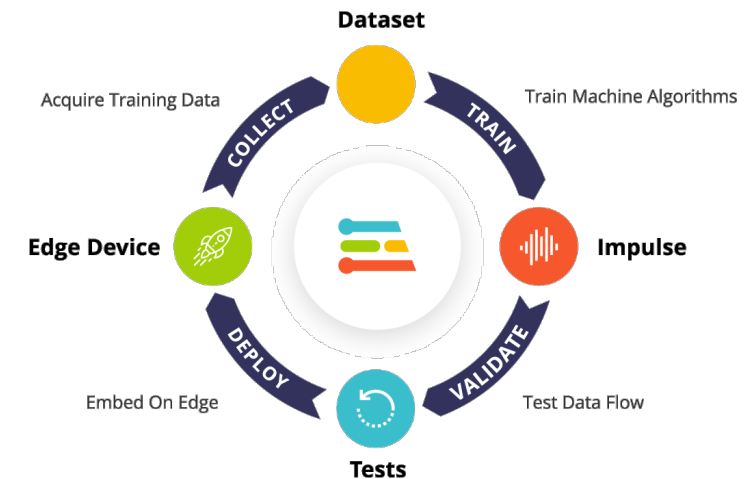 Dataset
Acquire Training Data
COLLECT
TRAIN
Train Machine Algorithms
Edge Device
Impulse
DEPLOY
VALIDATE
Embed On Edge
Test Data Flow
Tests